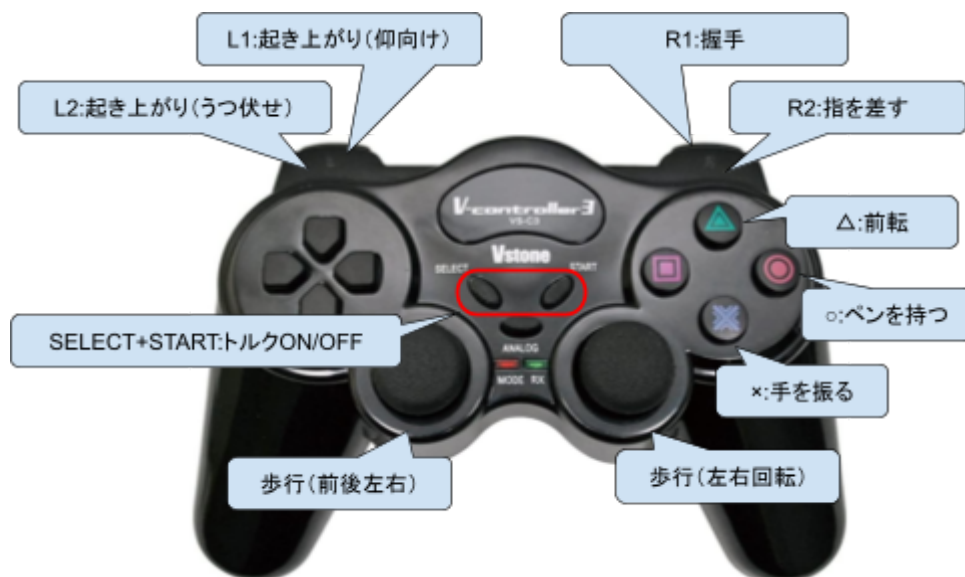 L1:起き上がり(仰向け)
R1:握手
L2:起き上がり(うつ伏せ)
R2:指を差す
V-controller3
VS-C3
△:前転
Vstone
SELECT
START
○:ペンを持つ
SELECT+START:トルクON/OFF
ANALOG
MODE RX
×:手を振る
歩行(前後左右)
歩行(左右回転)